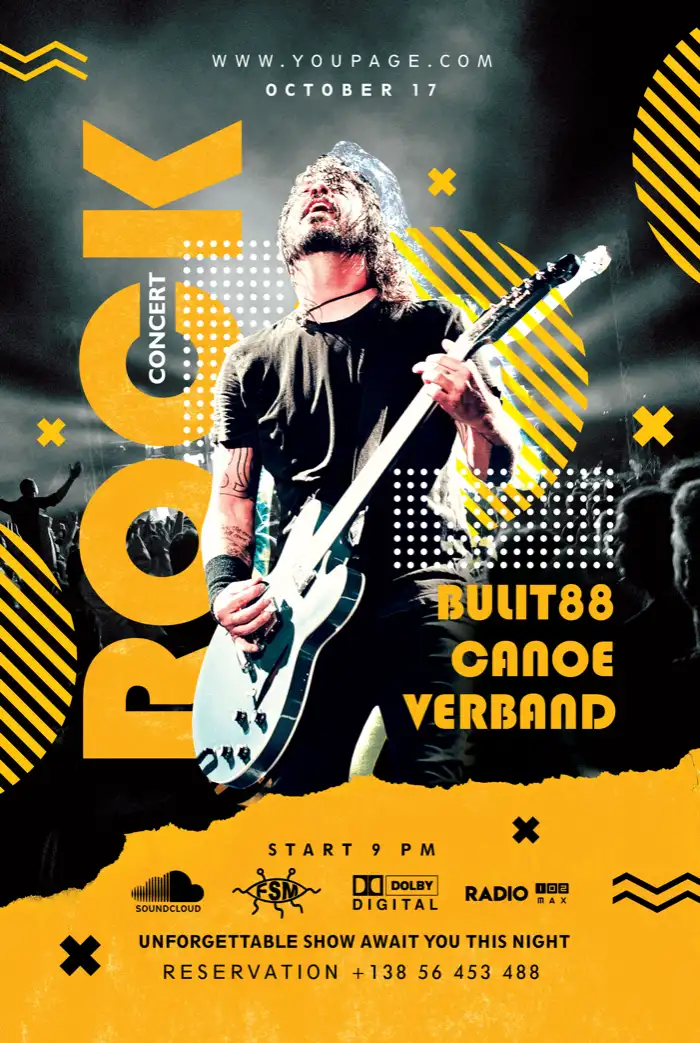 WWW.YOUPAGE.COM
OCTOBER 17
ROCK
CONCERT
BULIT88
CANOE
VERBAND
START 9 PM
SOUNDCLOUD
FSM
DOLBY
DIGITAL
RADIO 102
MAX
UNFORGETTABLE SHOW AWAIT YOU THIS NIGHT
RESERVATION +138 56 453 488